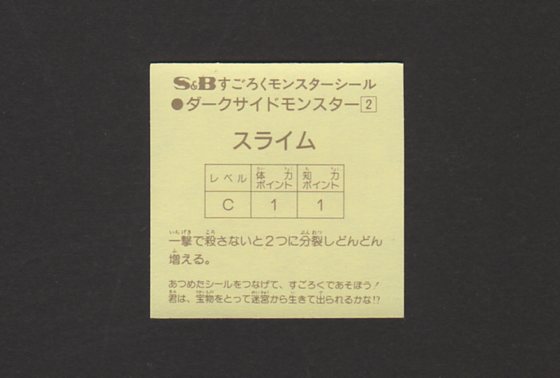 S&Bすごろくモンスターシール
●ダークサイドモンスター2
スライム
レベル 体力ポイント 知力ポイント
C 1 1
一撃で殺さないと2つに分裂しどんどん
増える。
あつめたシールをつなげて、すごろくであそぼう!
君は、宝物をとって迷宮から生きて出られるかな!?